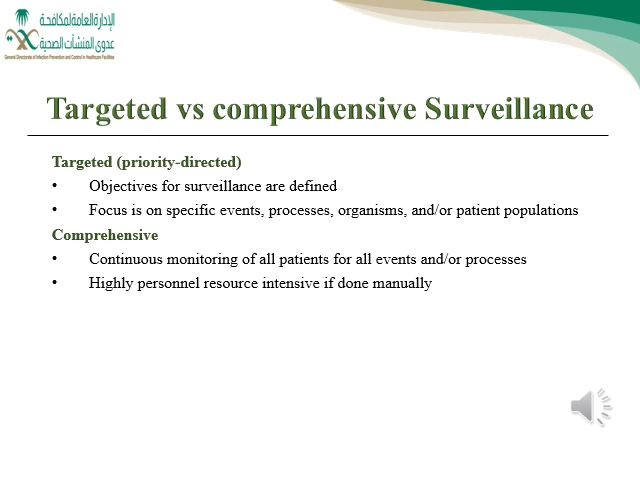 الإدارة العامة لمكافحة
عدوى المنشآت الصحية
General Directorate of Infection Prevention and Control in Healthcare Facilities
Targeted vs comprehensive Surveillance
Targeted (priority-directed)
• Objectives for surveillance are defined
• Focus is on specific events, processes, organisms, and/or patient populations
Comprehensive
• Continuous monitoring of all patients for all events and/or processes
• Highly personnel resource intensive if done manually